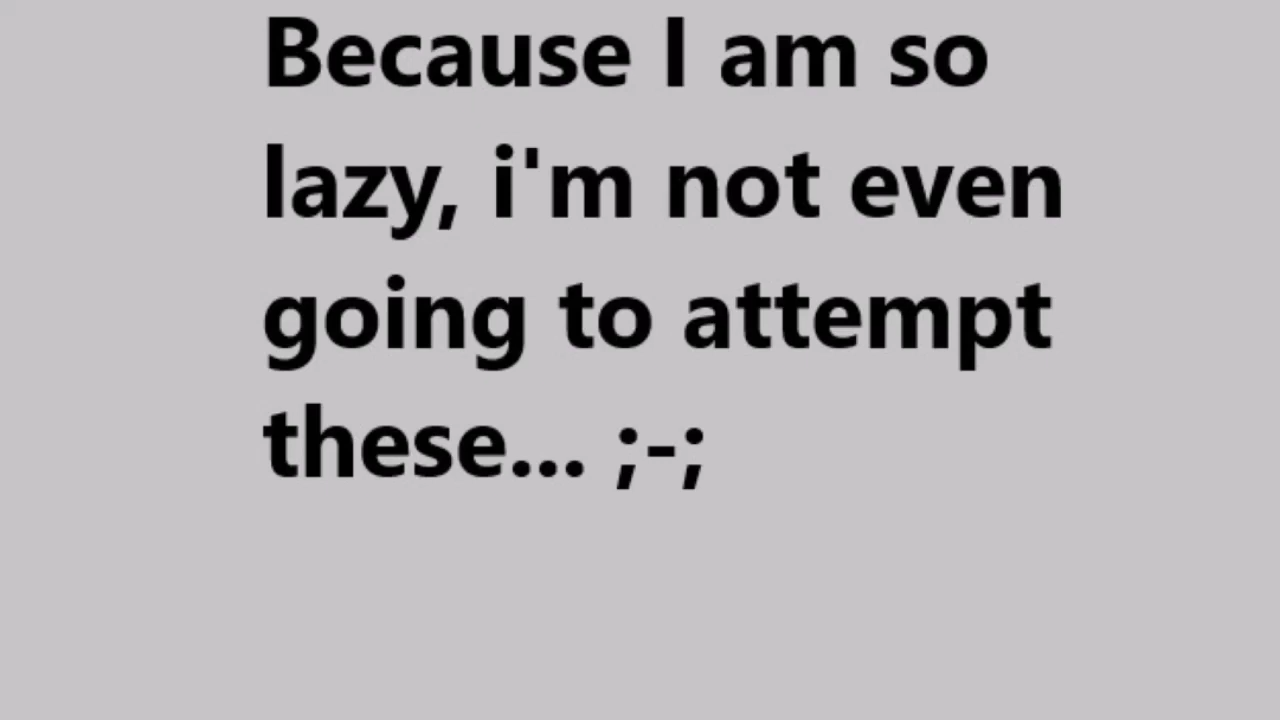 Because I am so
lazy, i'm not even
going to attempt
these... ;-;